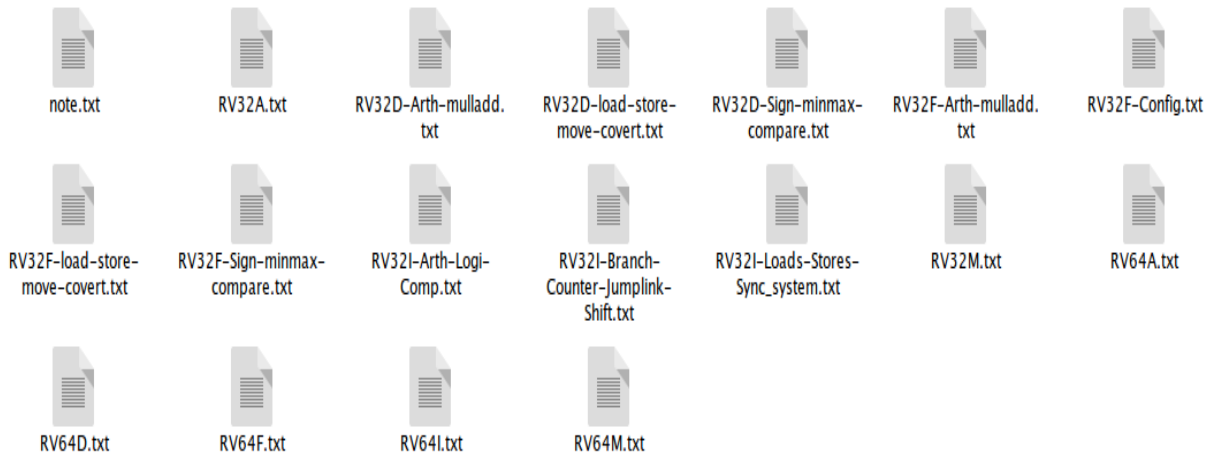 note.txt
RV32A.txt
RV32D-Arth-mulladd.
txt
RV32D-load-store-
move-covert.txt
RV32D-Sign-minmax-
compare.txt
RV32F-Arth-mulladd.
txt
RV32F-Config.txt
RV32F-load-store-
move-covert.txt
RV32F-Sign-minmax-
compare.txt
RV32I-Arth-Logi-
Comp.txt
RV32I-Branch-
Counter-Jumplink-
Shift.txt
RV32I-Loads-Stores-
Sync_system.txt
RV32M.txt
RV64A.txt
RV64D.txt
RV64F.txt
RV64I.txt
RV64M.txt